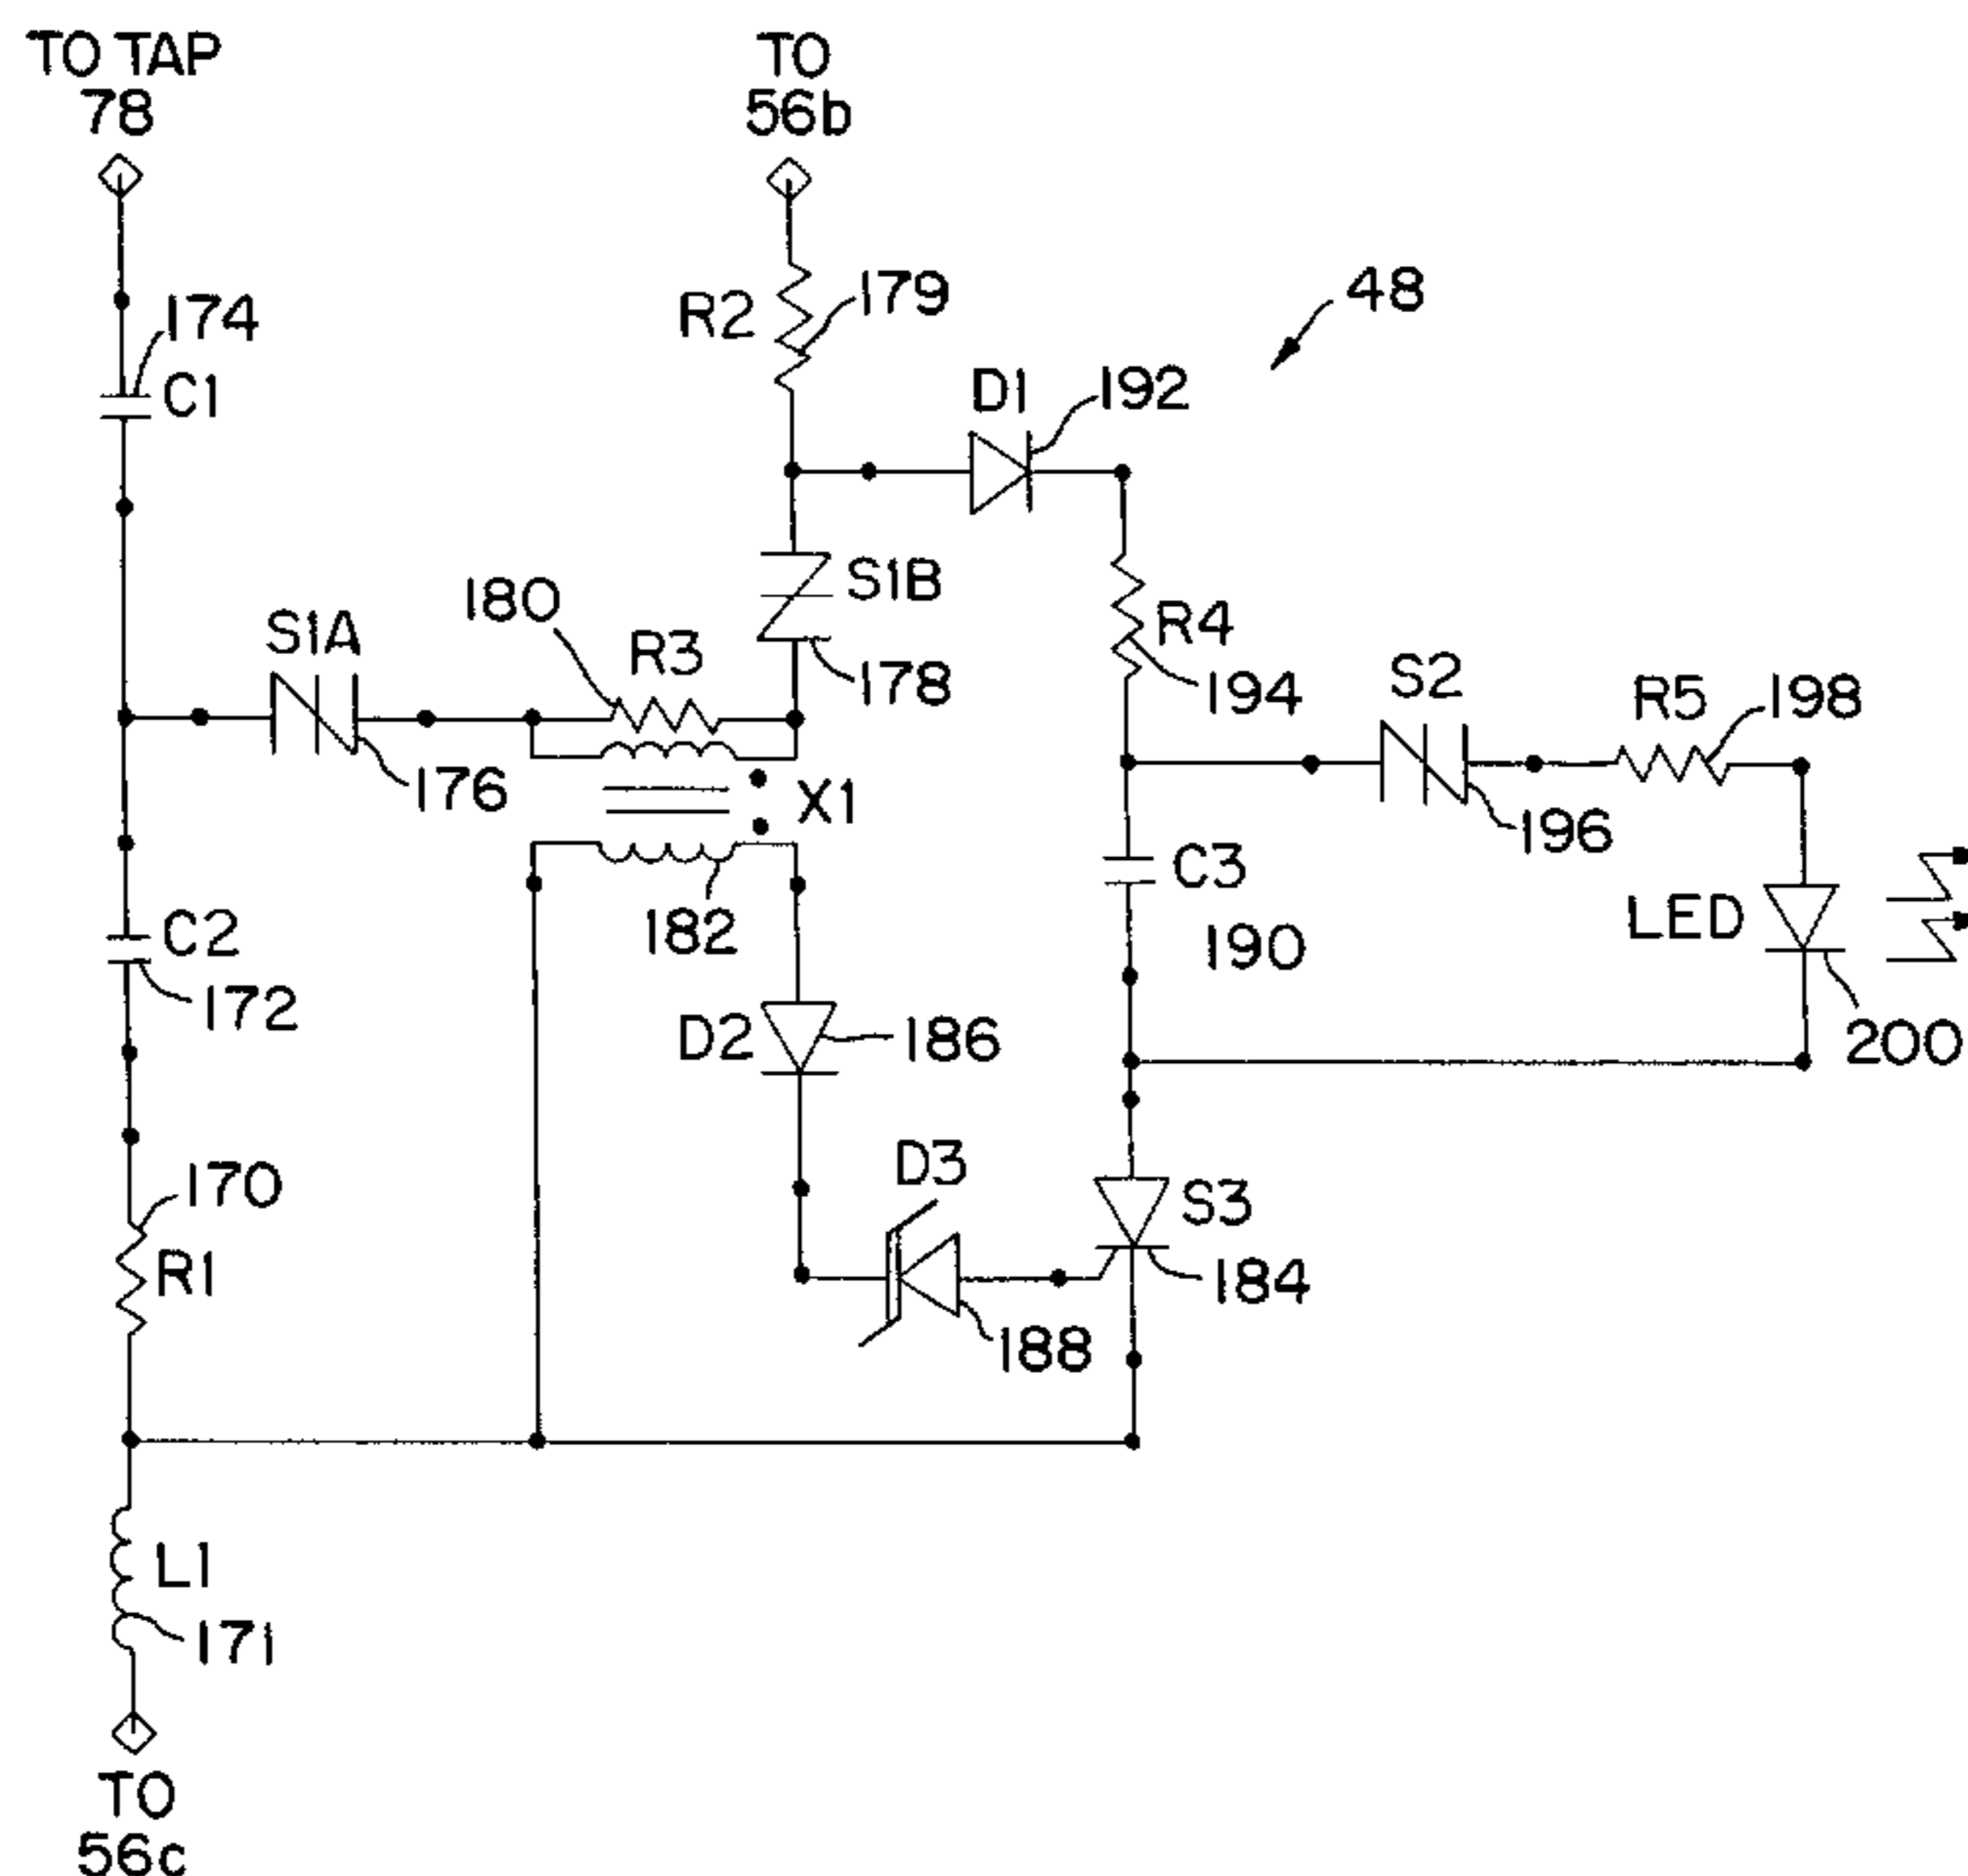 TO TAP
78
TO
56b
174
C1
R2
179
48
D1
192
S1B
180
R3
S1A
178
R4
194
S2
R5
198
176
X1
196
C3
190
LED
C2
172
182
D2
186
200
170
R1
D3
S3
184
188
L1
171
TO
56c